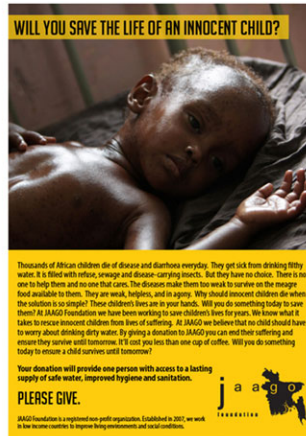 WILL YOU SAVE THE LIFE OF AN INNOCENT CHILD?
Thousands of African children die of disease and diarrhoea everyday. They get sick from drinking filthy
water. It is filled with refuse, sewage and disease-carrying insects. But they have no choice. There is no
one to help them and no one that cares. The diseases make them too weak to survive on the meagre
food available to them. They are weak, helpless, and in agony. Why should innocent children die when
the solution is so simple? These children's lives are in your hands. Will you do something today to save
them? At JAAGO Foundation we have been working to save children's lives for years. We know what it
takes to rescue innocent children from lives of suffering. At JAAGO we believe that no child should have
to worry about drinking dirty water. By giving a donation to JAAGO you can end their suffering and
ensure they survive until tomorrow. It'll cost you less than one cup of coffee. Will you do something
today to ensure a child survives until tomorrow?
Your donation will provide one person with access to a lasting
supply of safe water, improved hygiene and sanitation.
PLEASE GIVE.
JAAGO Foundation is a registered non-profit organization. Established in 2007, we work
in low income countries to improve living environments and social conditions.
jaago
foundation